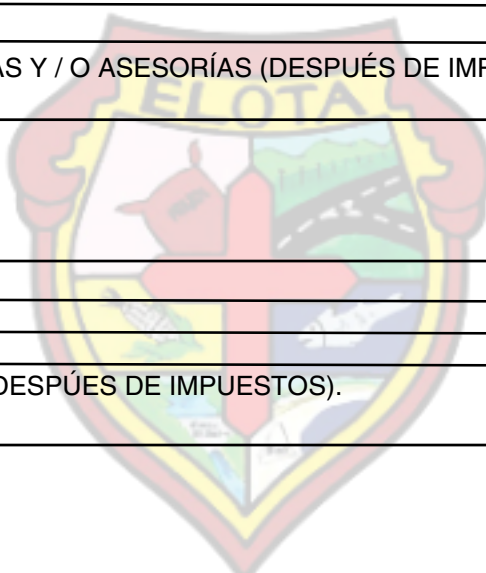 AS Y / O ASESORÍAS (DESPUÉS DE IMP
ELOTA
DESPÚES DE IMPUESTOS).